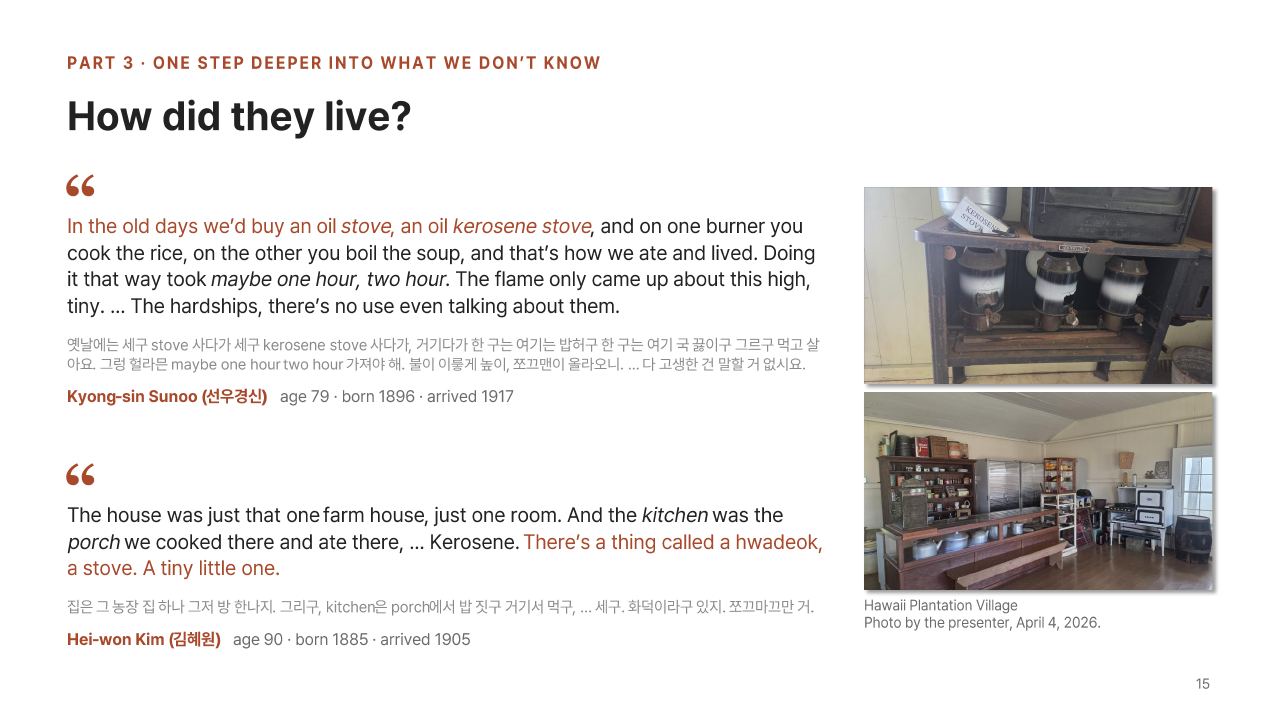 PART 3 · ONE STEP DEEPER INTO WHAT WE DON’T KNOW
How did they live?
“
In the old days we’d buy an oil stove, an oil kerosene stove, and on one burner you
cook the rice, on the other you boil the soup, and that’s how we ate and lived. Doing
it that way took maybe one hour, two hour. The flame only came up about this high,
tiny. … The hardships, there’s no use even talking about them.
옛날에는 세구 stove 사다가 세구 kerosene stove 사다가, 거기다가 한 구는 여기는 밥허구 한 구는 여기 국 끓이구 그르구 먹고 살
아요. 그렁 헐라믄 maybe one hour two hour 가져야 해. 불이 이룽게 높이, 쪼끄맨이 올라오니. … 다 고생한 건 말할 거 없시요.
Kyong-sin Sunoo (선우경신) age 79 · born 1896 · arrived 1917
“
The house was just that one farm house, just one room. And the kitchen was the
porch we cooked there and ate there, … Kerosene. There’s a thing called a hwadeok,
a stove. A tiny little one.
집은 그 농장 집 하나 그저 방 한나지. 그리구, kitchen은 porch에서 밥 짓구 거기서 먹구, … 세구. 화덕이라구 있지. 쪼끄마끄만 거.
Hei-won Kim (김혜원) age 90 · born 1885 · arrived 1905
KEROSENE
STOVE
Hawaii Plantation Village
Photo by the presenter, April 4, 2026.
15